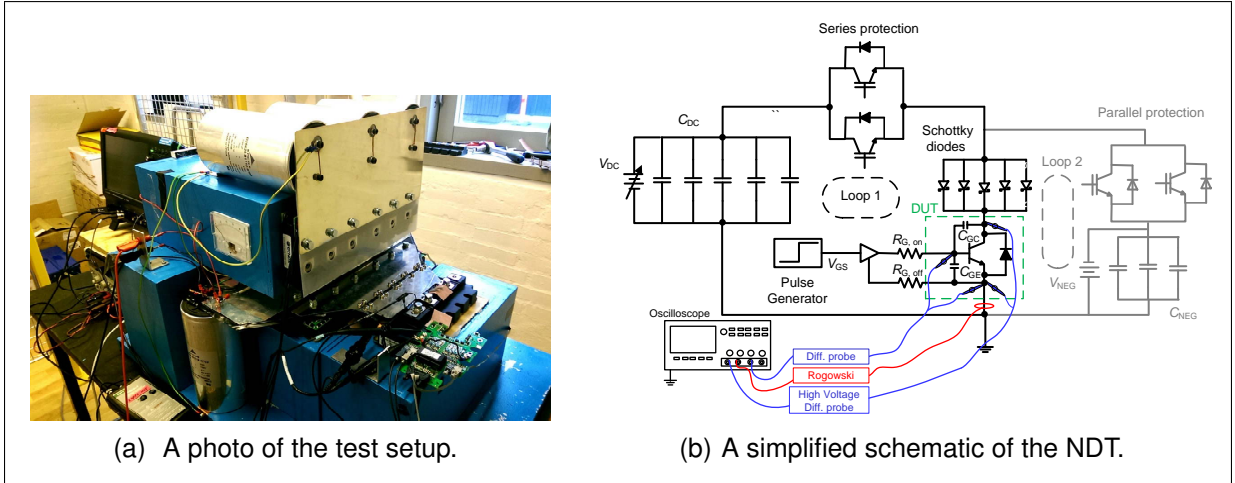 Series protection
Parallel protection
C_DC
``
Schottky
diodes
V_DC
Loop 1
Loop 2
DUT
R_G, on
C_GC
V_GS
R_G, off
C_GE
Pulse
Generator
V_NEG
C_NEG
Oscilloscope
Diff. probe
Rogowski
High Voltage
Diff. probe
(a) A photo of the test setup.
(b) A simplified schematic of the NDT.